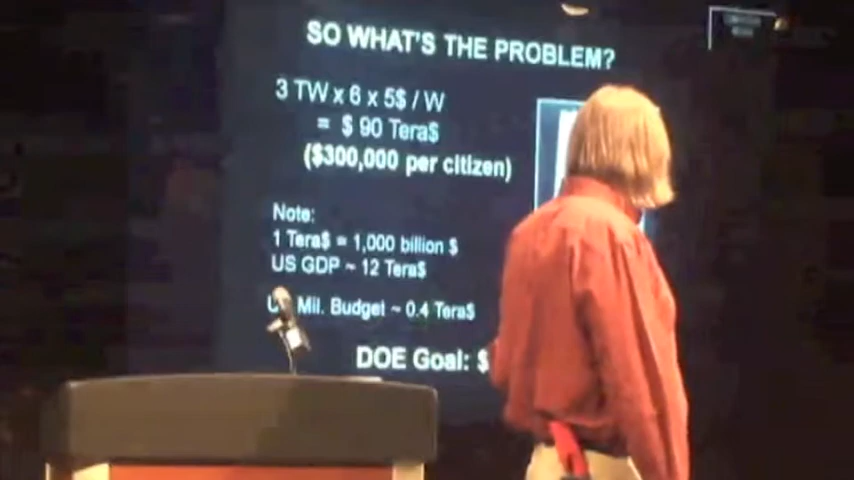 SO WHAT'S THE PROBLEM?
3 TW x 6 x 5$ / W
= $ 90 Tera$
($300,000 per citizen)
Note:
1 Tera$ = 1,000 billion $
US GDP ~ 12 Tera$
Mil. Budget ~ 0.4 Tera$
DOE Goal: $